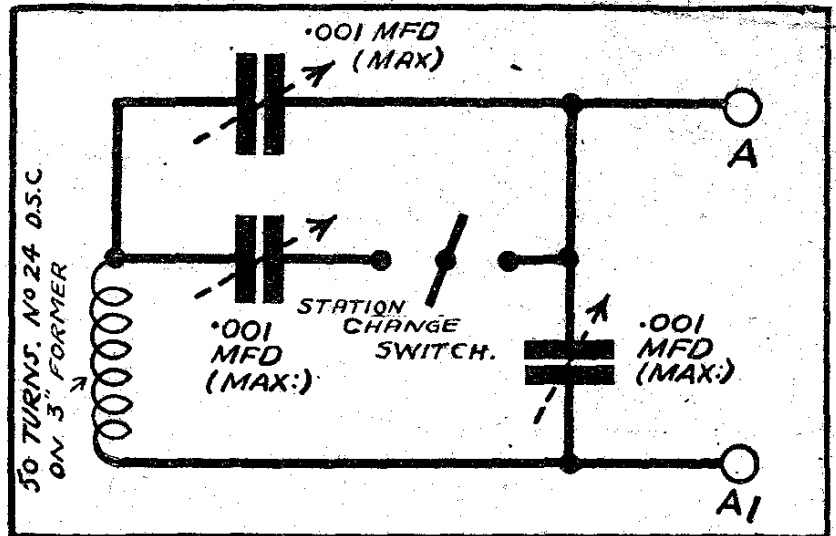 .001 MFD
(MAX)
A
50 TURNS. No 24 D.S.C.
ON 3" FORMER
STATION
CHANGE
SWITCH.
.001
MFD
(MAX:)
.001
MFD
(MAX:)
A1